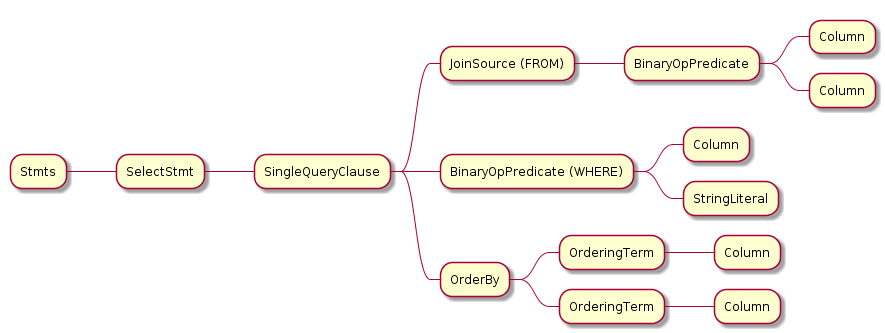 Stmts
SelectStmt
SingleQueryClause
JoinSource (FROM)
BinaryOpPredicate
Column
Column
BinaryOpPredicate (WHERE)
Column
StringLiteral
OrderBy
OrderingTerm
Column
OrderingTerm
Column